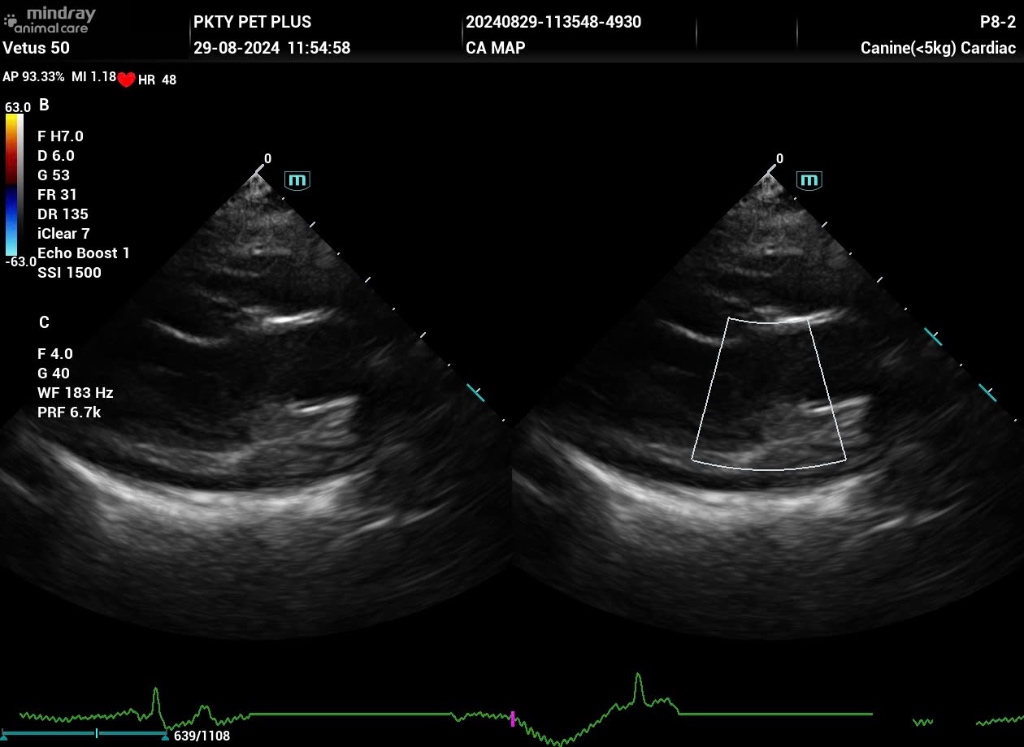 mindray
animal care
Vetus 50
PKTY PET PLUS
29-08-2024 11:54:58
20240829-113548-4930
CA MAP
P8-2
Canine(<5kg) Cardiac
AP 93.33% MI 1.18
HR 48
63.0
-63.0
B
F H7.0
D 6.0
G 53
FR 31
DR 135
iClear 7
Echo Boost 1
SSI 1500
C
F 4.0
G 40
WF 183 Hz
PRF 6.7k
0
m
0
m
639/1108